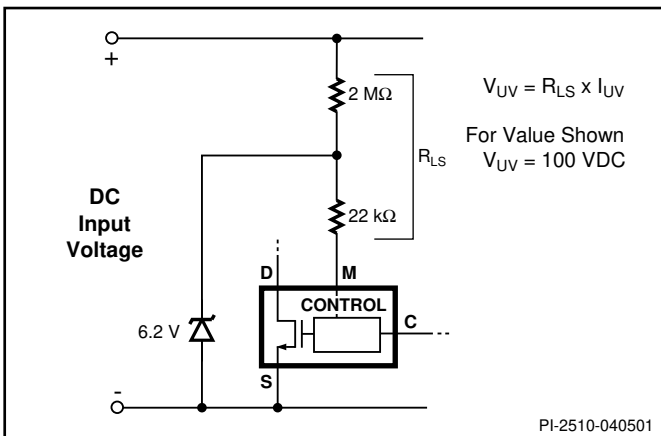 +
2 MΩ
V_UV = R_LS x I_UV
For Value Shown
V_UV = 100 VDC
R_LS
DC
Input
Voltage
22 kΩ
D
M
CONTROL
C
6.2 V
S
-
PI-2510-040501